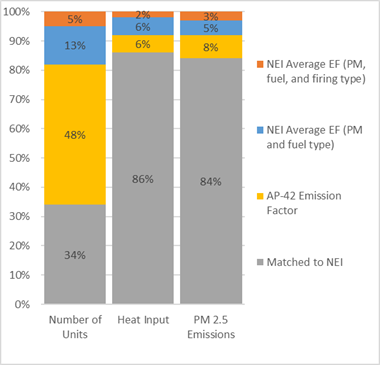 100%
90%
80%
70%
60%
50%
40%
30%
20%
10%
0%
5%
13%
48%
34%
2%
6%
6%
86%
3%
5%
8%
84%
Number of
Units
Heat Input
PM 2.5
Emissions
NEI Average EF (PM,
fuel, and firing type)
NEI Average EF (PM
and fuel type)
AP-42 Emission
Factor
Matched to NEI